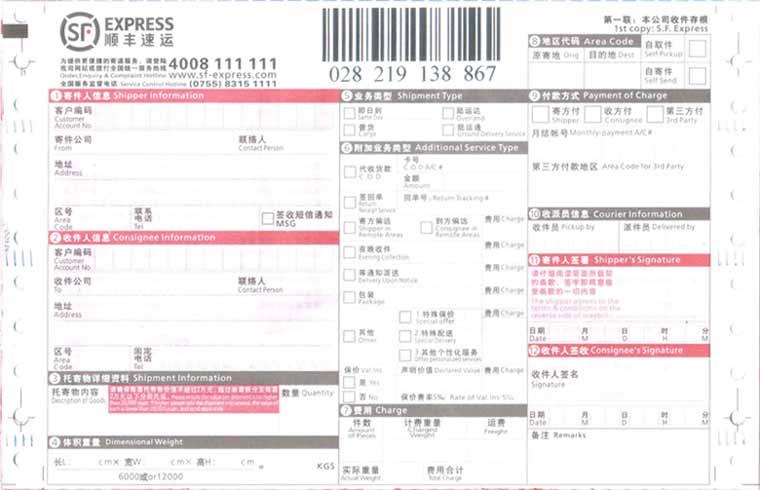 SF EXPRESS
顺丰速运
为提供更便捷的寄递服务，请登陆
我司网站或拨打全国统一服务热线
4008 111 111
Order, Enquiry & Complaint Hotline www.sf-express.com
全国服务监督电话 Service Control Hotline (0755) 8315 1111
028 219 138 867
第一联：本公司收件存根
1st copy: S.F. Express
① 寄件人信息 Shipper Information
客户编码
Customer
Account No
寄件公司
From
联络人
Contact Person
地址
Address
区号
Area
Code
联系
电话
Tel
签收短信通知
MSG
② 收件人信息 Consignee Information
客户编码
Customer
Account No
收件公司
To
联络人
Contact Person
地址
Address
区号
Area
Code
固定
电话
Tel
③ 托寄物详细资料 Shipment Information
托寄物内容
Description of Goods
数量 Quantity
④ 体积重量 Dimensional Weight
长L: cm× 宽W: cm× 高H: cm =
KGS
6000或or12000
⑤ 业务类型 Shipment Type
即日到
Same Day
陆运达
Overland
普货
Cargo
陆运通
Ground Delivery Service
⑥ 附加业务类型 Additional Service Type
代收货款
C.O.D
卡号
C.O.D A/C #
金额
Amount
签回单
Return
Receipt Service
回单号: Return Tracking #
寄方偏远
Shipper in
Remote Areas
到方偏远
Consignee in
Remote Areas
费用 Charge
夜晚收件
Evening Collection
费用 Charge
等通知派送
Delivery Upon Notice
费用 Charge
包装
Package
费用 Charge
其他
Other
1.特殊保价
Special offer
2.特殊配送
Special Delivery
3.其他个性化服务
Offer personalized services
保价 Val.Ins
声明价值 Declared Value
费用 Charge
是 Yes
否 No
保价费率5‰ Rate of Val.Ins:5‰
⑦ 费用 Charge
件数
Amount
of Pieces
计费重量
Charged
Weight
运费
Freight
实际重量
Actual Weight
费用合计
Total Charge
⑧ 地区代码 Area Code
原寄地 Orig
目的地 Dest
自取件
Self Pickup
自寄件
Self Send
⑨ 付款方式 Payment of Charge
寄方付
Shipper
收方付
Consignee
第三方付
3rd Party
月结帐号 Monthly-payment A/C#
第三方付款地区 Area Code for 3rd Party
⑩ 收派员信息 Courier Information
收件员 Pickup by
派件员 Delivered by
⑪ 寄件人签署 Shipper's Signature
The shipper agrees to the
terms & conditions on the
reverse side of waybill
日期
Date
月
M
日
D
时
H
分
M
⑫ 收件人签收 Consignee's Signature
收件人签名
Signature
日期
Date
月
M
日
D
时
H
分
M
备注 Remarks